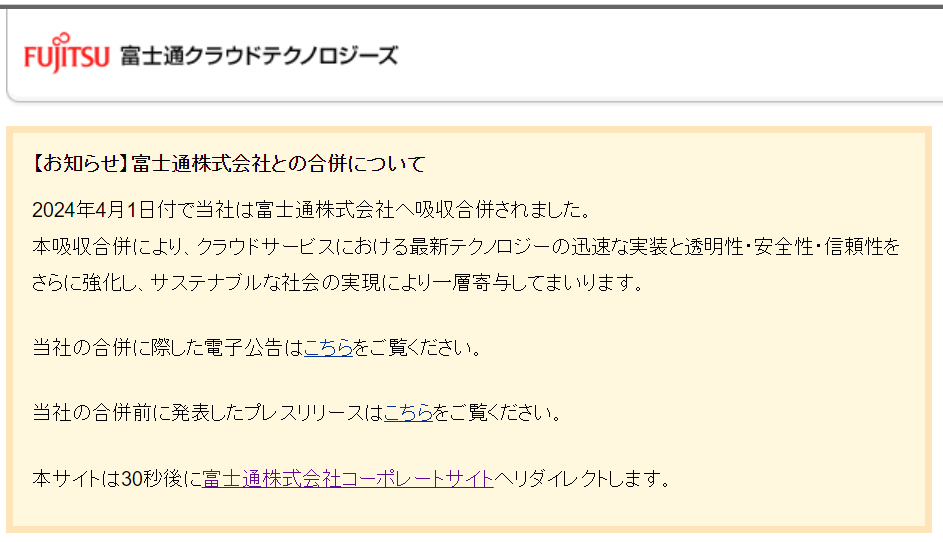 FUJITSU 富士通クラウドテクノロジーズ
【お知らせ】富士通株式会社との合併について
2024年4月1日付で当社は富士通株式会社へ吸収合併されました。
本吸収合併により、クラウドサービスにおける最新テクノロジーの迅速な実装と透明性・安全性・信頼性を
さらに強化し、サステナブルな社会の実現により一層寄与してまいります。
当社の合併に際した電子公告はこちらをご覧ください。
当社の合併前に発表したプレスリリースはこちらをご覧ください。
本サイトは30秒後に富士通株式会社コーポレートサイトへリダイレクトします。